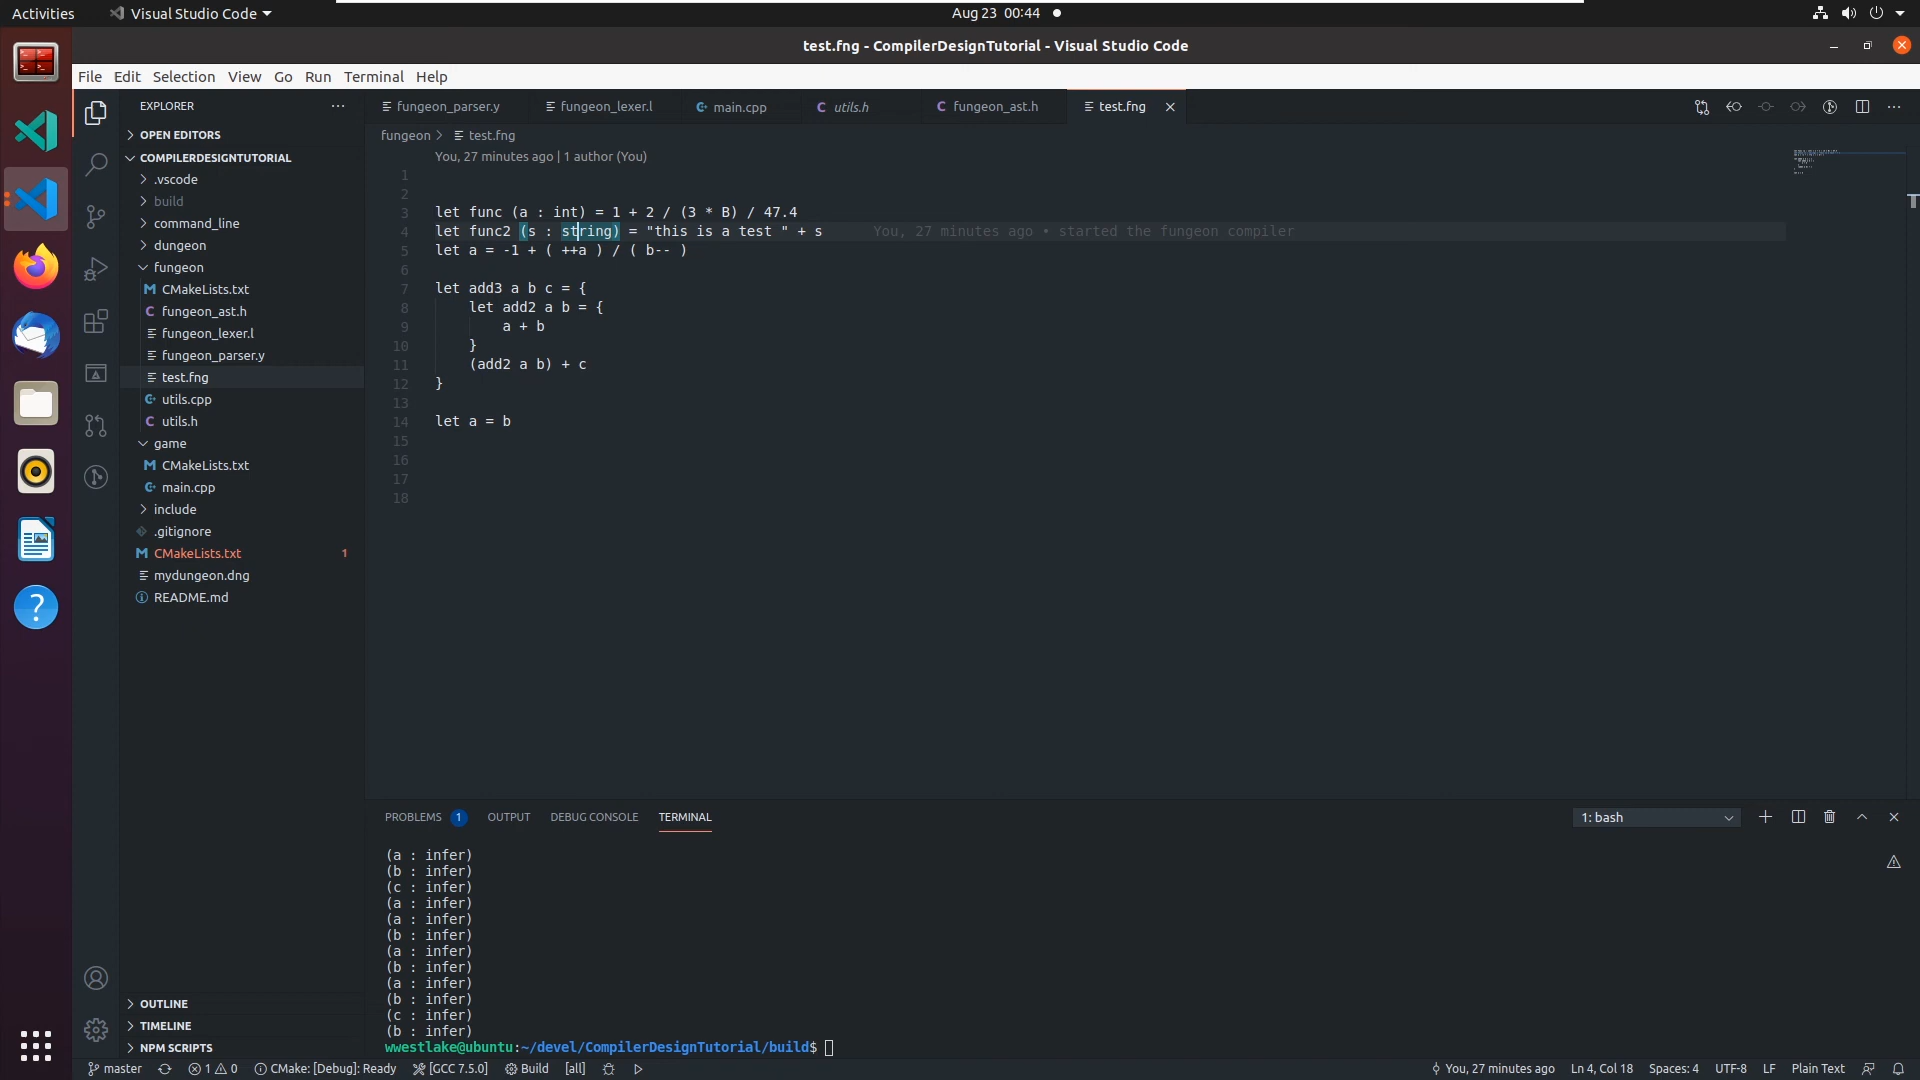 Activities
Visual Studio Code
Aug 23 00:44
test.fng - CompilerDesignTutorial - Visual Studio Code
File Edit Selection View Go Run Terminal Help
EXPLORER
OPEN EDITORS
COMPILERDESIGNTUTORIAL
.vscode
build
command_line
dungeon
fungeon
CMakeLists.txt
fungeon_ast.h
fungeon_lexer.l
fungeon_parser.y
test.fng
utils.cpp
utils.h
game
CMakeLists.txt
main.cpp
include
.gitignore
CMakeLists.txt 1
mydungeon.dng
README.md
OUTLINE
TIMELINE
NPM SCRIPTS
fungeon_parser.y fungeon_lexer.l main.cpp utils.h fungeon_ast.h test.fng
fungeon > test.fng
You, 27 minutes ago | 1 author (You)
1
2
3 let func (a : int) = 1 + 2 / (3 * B) / 47.4
4 let func2 (s : string) = "this is a test " + s You, 27 minutes ago • started the fungeon compiler
5 let a = -1 + ( ++a ) / ( b-- )
6
7 let add3 a b c = {
8 let add2 a b = {
9 a + b
10 }
11 (add2 a b) + c
12 }
13
14 let a = b
15
16
17
18
PROBLEMS 1 OUTPUT DEBUG CONSOLE TERMINAL
1: bash
(a : infer)
(b : infer)
(c : infer)
(a : infer)
(a : infer)
(b : infer)
(a : infer)
(b : infer)
(a : infer)
(b : infer)
(c : infer)
(b : infer)
wwestlake@ubuntu:~/devel/CompilerDesignTutorial/build$
master 1 0 CMake: [Debug]: Ready [GCC 7.5.0] Build [all]
You, 27 minutes ago Ln 4, Col 18 Spaces: 4 UTF-8 LF Plain Text